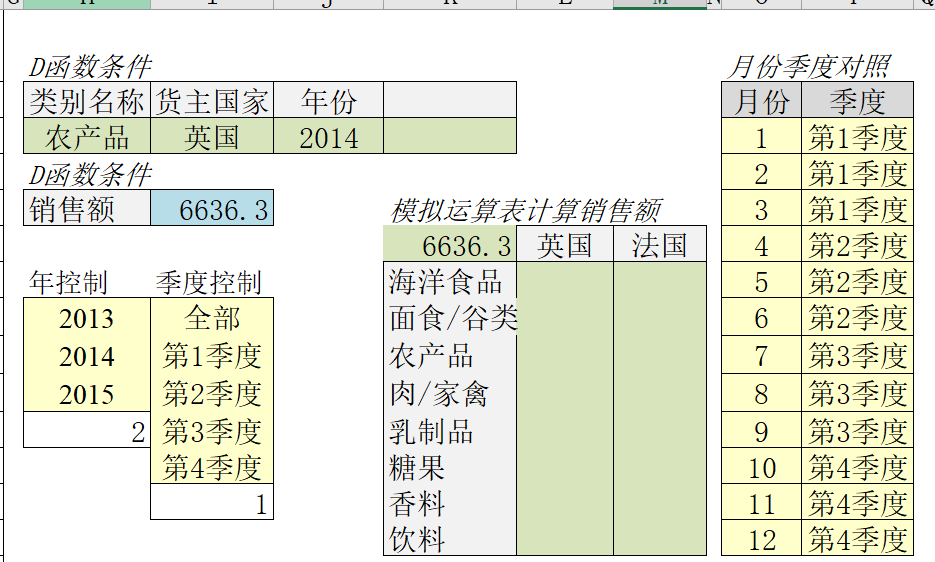 D函数条件
类别名称 货主国家 年份
农产品 英国 2014
D函数条件
销售额 6636.3
年控制 季度控制
2013 全部
2014 第1季度
2015 第2季度
2 第3季度
第4季度
1
模拟运算表计算销售额
6636.3 英国 法国
海洋食品
面食/谷类
农产品
肉/家禽
乳制品
糖果
香料
饮料
月份季度对照
月份 季度
1 第1季度
2 第1季度
3 第1季度
4 第2季度
5 第2季度
6 第2季度
7 第3季度
8 第3季度
9 第3季度
10 第4季度
11 第4季度
12 第4季度